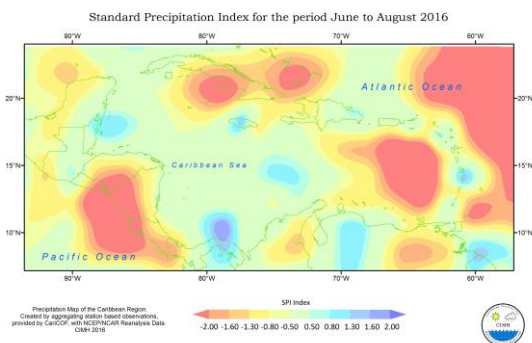 Standard Precipitation Index for the period June to August 2016
90°W 80°W 70°W 60°W
Atlantic Ocean
20°N 20°N
Caribbean Sea
15°N 15°N
10°N 10°N
Pacific Ocean
90°W 80°W 70°W 60°W
Precipitation Map of the Caribbean Region.
Created by aggregating station based observations,
provided by CariCOF, with NCEP/NCAR Reanalysis Data.
CIMH 2016
SPI Index
-2.00 -1.60 -1.30 -0.80 -0.50 0.50 0.80 1.30 1.60 2.00
CIMH